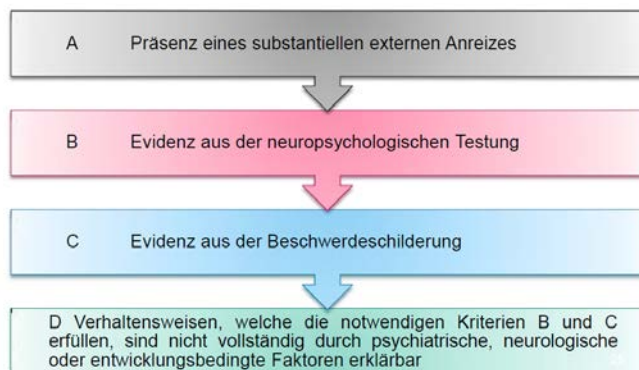 A Präsenz eines substantiellen externen Anreizes
B Evidenz aus der neuropsychologischen Testung
C Evidenz aus der Beschwerdeschilderung
D Verhaltensweisen, welche die notwendigen Kriterien B und C
erfüllen, sind nicht vollständig durch psychiatrische, neurologische
oder entwicklungsbedingte Faktoren erklärbar